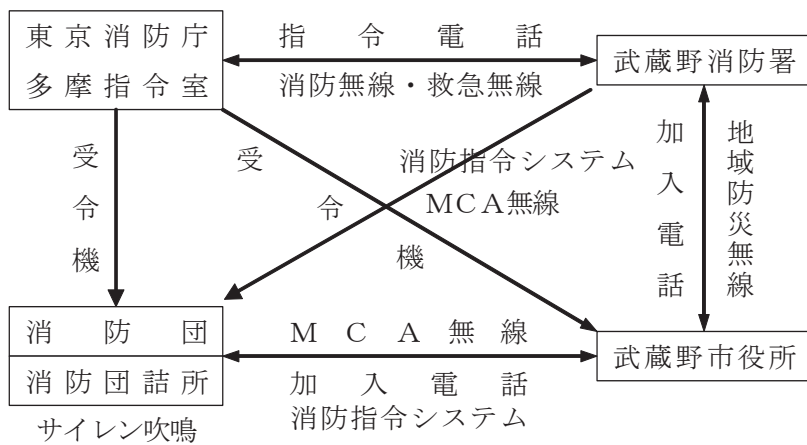 東京消防庁
多摩指令室
指令電話
消防無線・救急無線
武蔵野消防署
受令機
受令機
消防指令システム
MCA無線
加入電話
地域防災無線
消防団
消防団詰所
サイレン吹鳴
MCA無線
加入電話
消防指令システム
武蔵野市役所